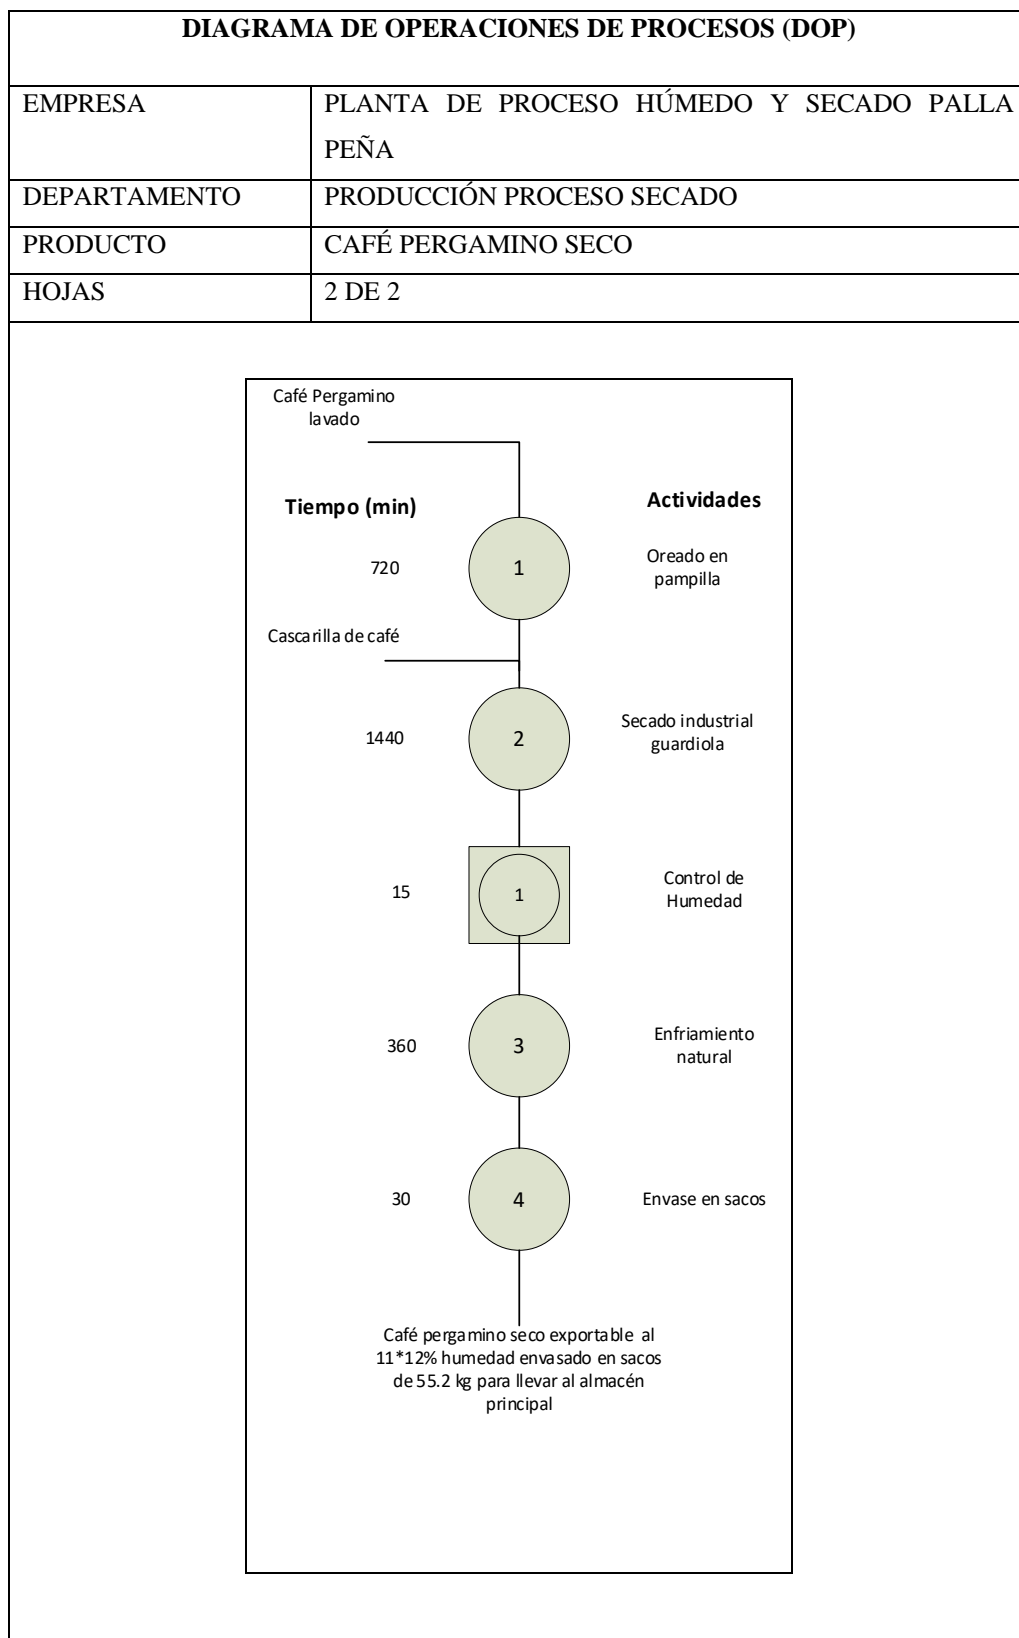 DIAGRAMA DE OPERACIONES DE PROCESOS (DOP)
EMPRESA
PLANTA DE PROCESO HÚMEDO Y SECADO PALLA
PEÑA
DEPARTAMENTO
PRODUCCIÓN PROCESO SECADO
PRODUCTO
CAFÉ PERGAMINO SECO
HOJAS
2 DE 2
Café Pergamino
lavado
Tiempo (min)
Actividades
720
1
Oreado en
pampilla
Cascarilla de café
1440
2
Secado industrial
guardiola
15
1
Control de
Humedad
360
3
Enfriamiento
natural
30
4
Envase en sacos
Café pergamino seco exportable al
11*12% humedad envasado en sacos
de 55.2 kg para llevar al almacén
principal